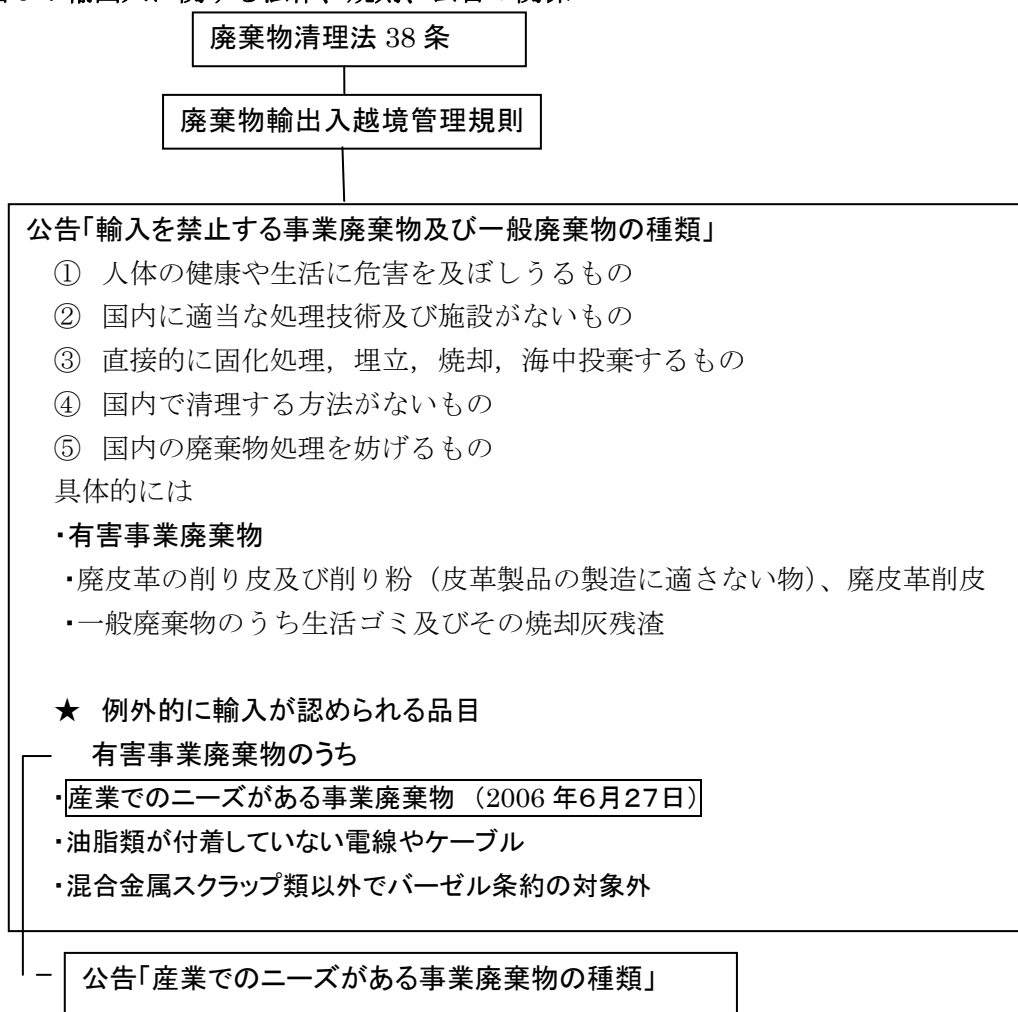 廃棄物清理法 38 条
廃棄物輸出入越境管理規則
公告「輸入を禁止する事業廃棄物及び一般廃棄物の種類」
① 人体の健康や生活に危害を及ぼしうるもの
② 国内に適当な処理技術及び施設がないもの
③ 直接的に固化処理，埋立，焼却，海中投棄するもの
④ 国内で清理する方法がないもの
⑤ 国内の廃棄物処理を妨げるもの
具体的には
・有害事業廃棄物
・廃皮革の削り皮及び削り粉（皮革製品の製造に適さない物）、廃皮革削皮
・一般廃棄物のうち生活ゴミ及びその焼却灰残渣
★ 例外的に輸入が認められる品目
有害事業廃棄物のうち
・産業でのニーズがある事業廃棄物 （2006 年6月27日）
・油脂類が付着していない電線やケーブル
・混合金属スクラップ類以外でバーゼル条約の対象外
公告「産業でのニーズがある事業廃棄物の種類」